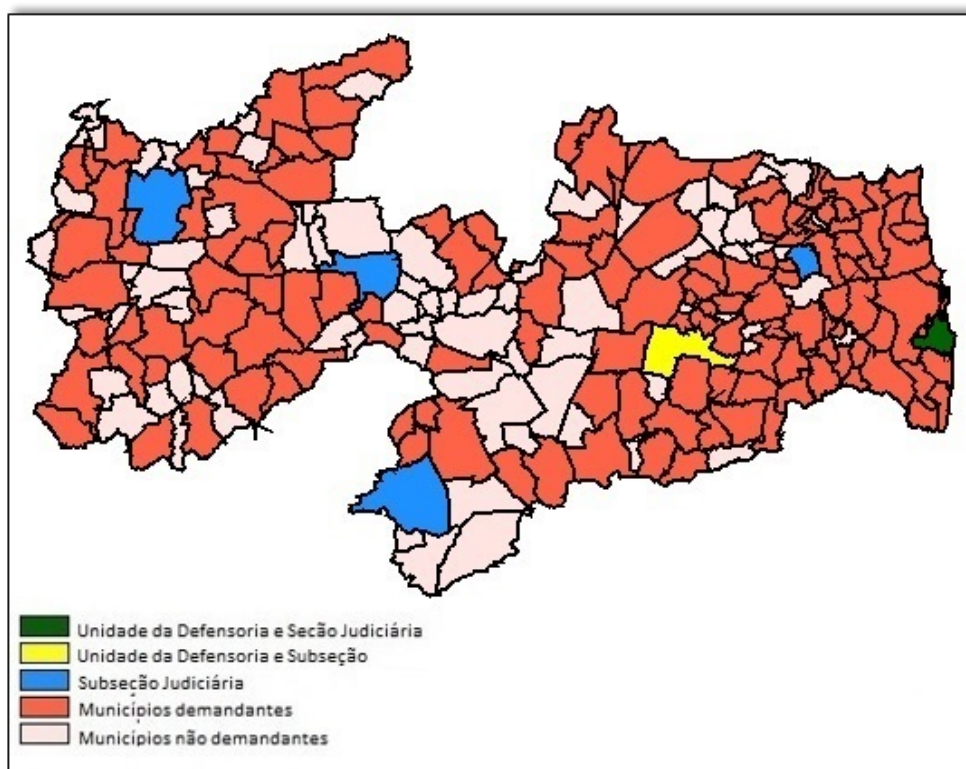 Unidade da Defensoria e Secão Judiciária
Unidade da Defensoria e Subseção
Subseção Judiciária
Municípios demandantes
Municípios não demandantes